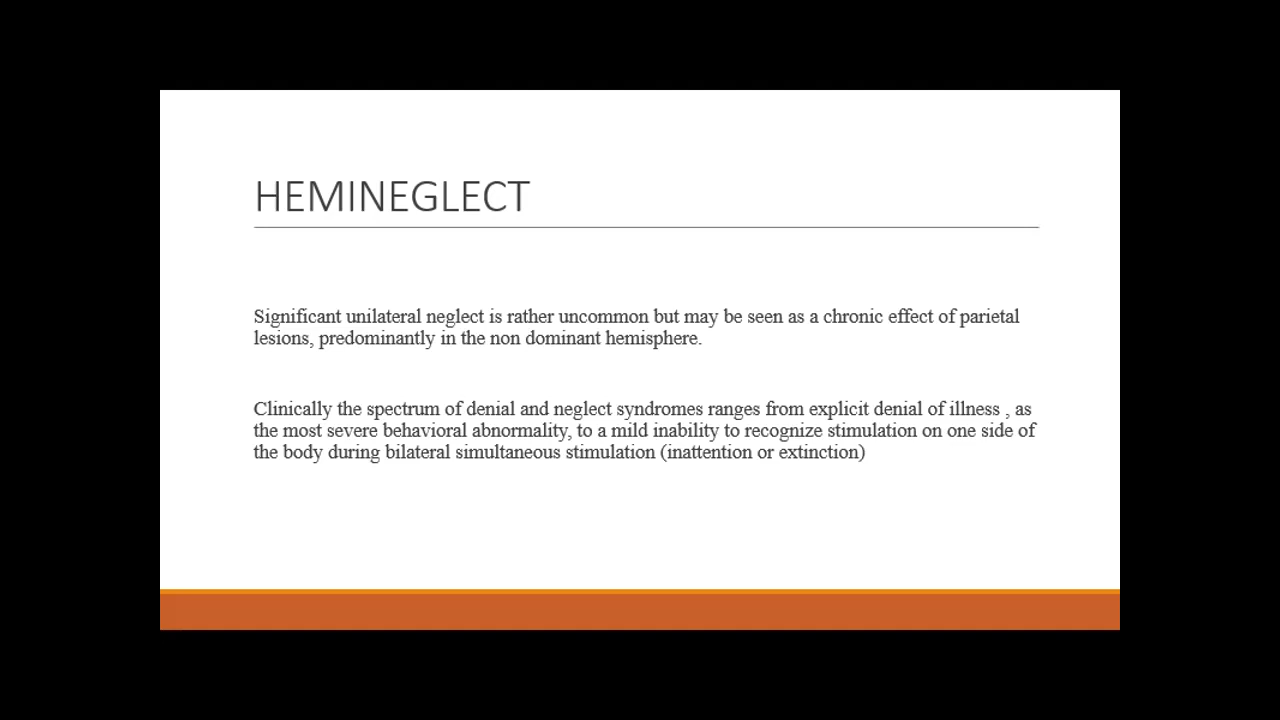 HEMINEGLECT
Significant unilateral neglect is rather uncommon but may be seen as a chronic effect of parietal
lesions, predominantly in the non dominant hemisphere.
Clinically the spectrum of denial and neglect syndromes ranges from explicit denial of illness , as
the most severe behavioral abnormality, to a mild inability to recognize stimulation on one side of
the body during bilateral simultaneous stimulation (inattention or extinction)